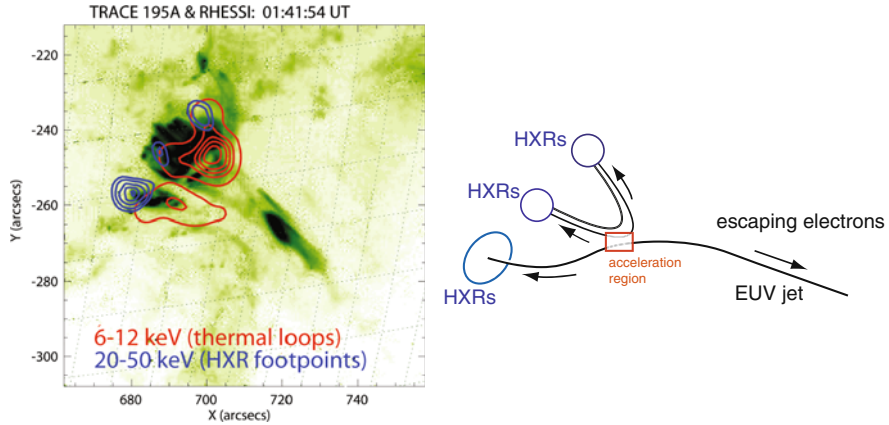 TRACE 195A & RHESSI: 01:41:54 UT
-220
-240
-260
-280
-300
Y (arcsecs)
6-12 keV (thermal loops)
20-50 keV (HXR footpoints)
680
700
720
740
X (arcsecs)
HXRs
HXRs
HXRs
acceleration
region
escaping electrons
EUV jet